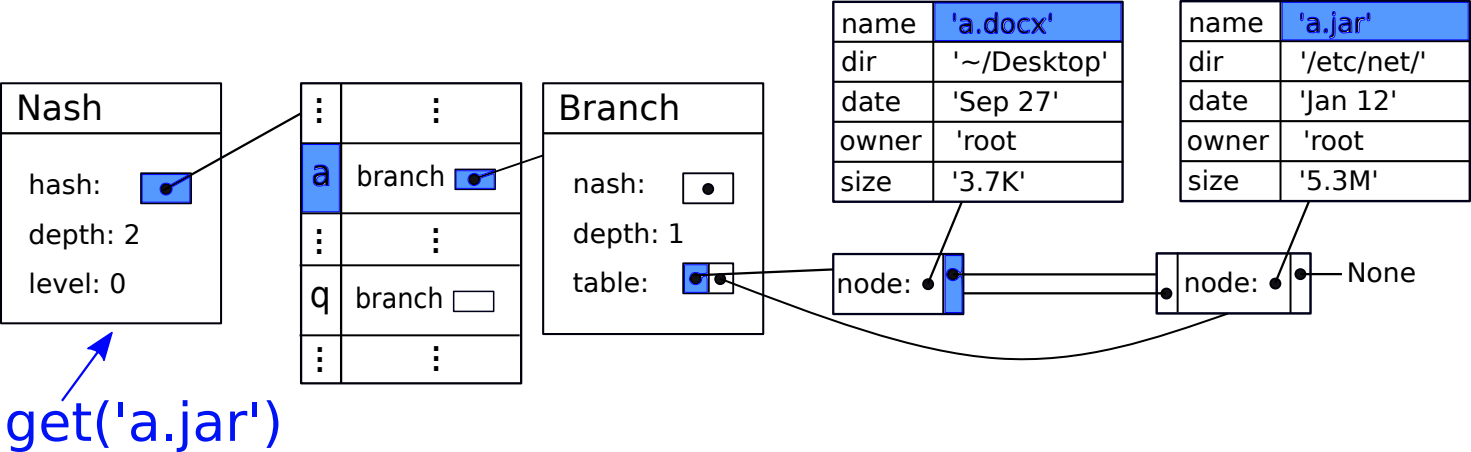 Nash
hash:
depth: 2
level: 0
get('a.jar')
⋮ ⋮
a branch
⋮ ⋮
q branch
⋮ ⋮
Branch
nash:
depth: 1
table:
name 'a.docx'
dir '~/Desktop'
date 'Sep 27'
owner 'root
size '3.7K'
node:
name 'a.jar'
dir '/etc/net/'
date 'Jan 12'
owner 'root
size '5.3M'
node:
None